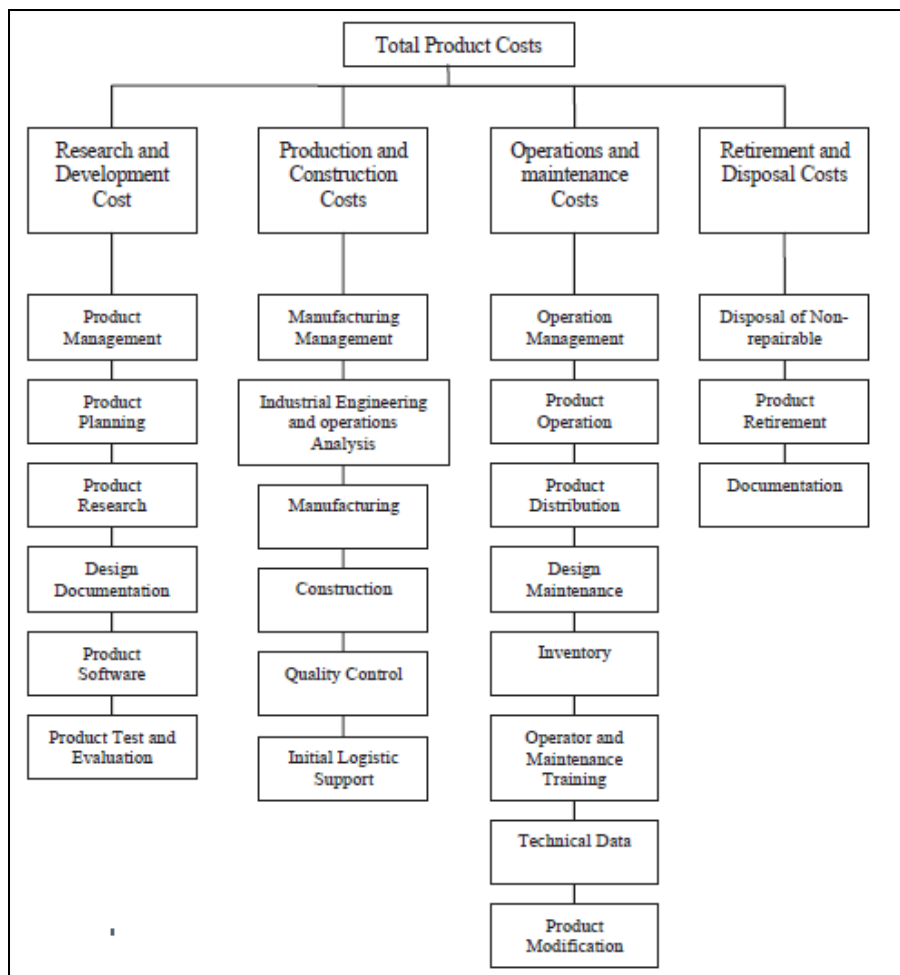 Total Product Costs
Research and
Development
Cost
Production and
Construction
Costs
Operations and
maintenance
Costs
Retirement and
Disposal Costs
Product
Management
Product
Planning
Product
Research
Design
Documentation
Product
Software
Product Test and
Evaluation
Manufacturing
Management
Industrial Engineering
and operations
Analysis
Manufacturing
Construction
Quality Control
Initial Logistic
Support
Operation
Management
Product
Operation
Product
Distribution
Design
Maintenance
Inventory
Operator and
Maintenance
Training
Technical Data
Product
Modification
Disposal of Non-
repairable
Product
Retirement
Documentation